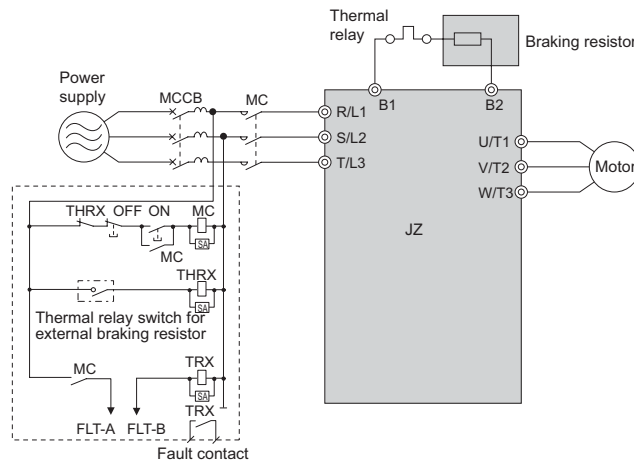 Thermal
relay
Braking resistor
Power
supply
MCCB
MC
B1
B2
R/L1
S/L2
T/L3
U/T1
V/T2
W/T3
Motor
JZ
THRX
OFF
ON
MC
SA
MC
THRX
SA
Thermal relay switch for
external braking resistor
TRX
MC
SA
TRX
FLT-A
FLT-B
Fault contact